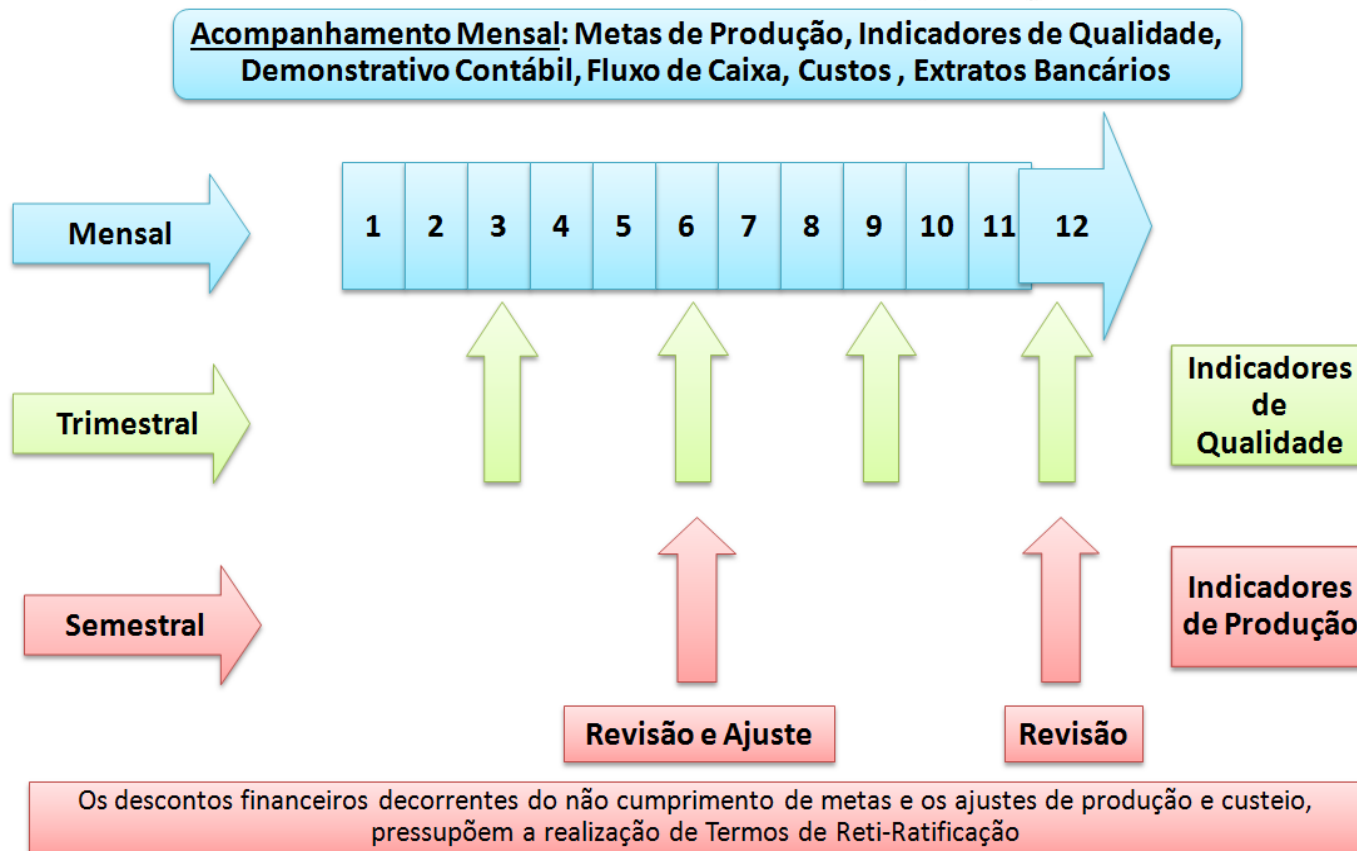 Acompanhamento Mensal: Metas de Produção, Indicadores de Qualidade,
Demonstrativo Contábil, Fluxo de Caixa, Custos , Extratos Bancários
Mensal
1 2 3 4 5 6 7 8 9 10 11 12
Trimestral
Indicadores
de
Qualidade
Semestral
Indicadores
de Produção
Revisão e Ajuste
Revisão
Os descontos financeiros decorrentes do não cumprimento de metas e os ajustes de produção e custeio,
pressupõem a realização de Termos de Reti-Ratificação